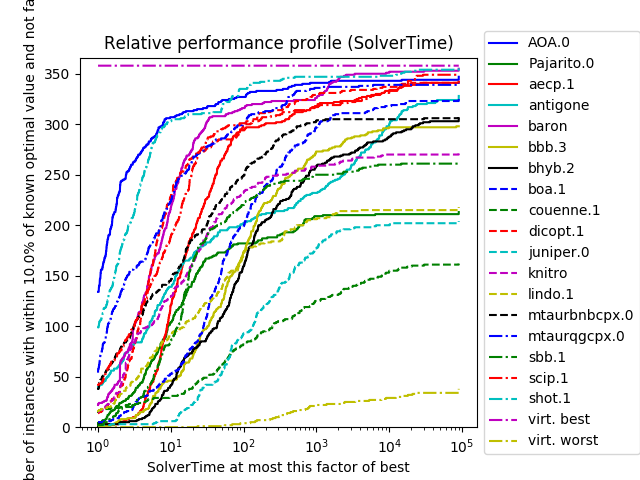 Relative performance profile (SolverTime)
of instances with within 10.0% of known optimal value and not
350
300
250
200
150
100
50
0
10^0
10^1
10^2
10^3
10^4
10^5
SolverTime at most this factor of best
AOA.0
Pajarito.0
aecp.1
antigone
baron
bbb.3
bhyb.2
boa.1
couenne.1
dicopt.1
juniper.0
knitro
lindo.1
mtaurbnbcpx.0
mtaurqgcpx.0
sbb.1
scip.1
shot.1
virt. best
virt. worst